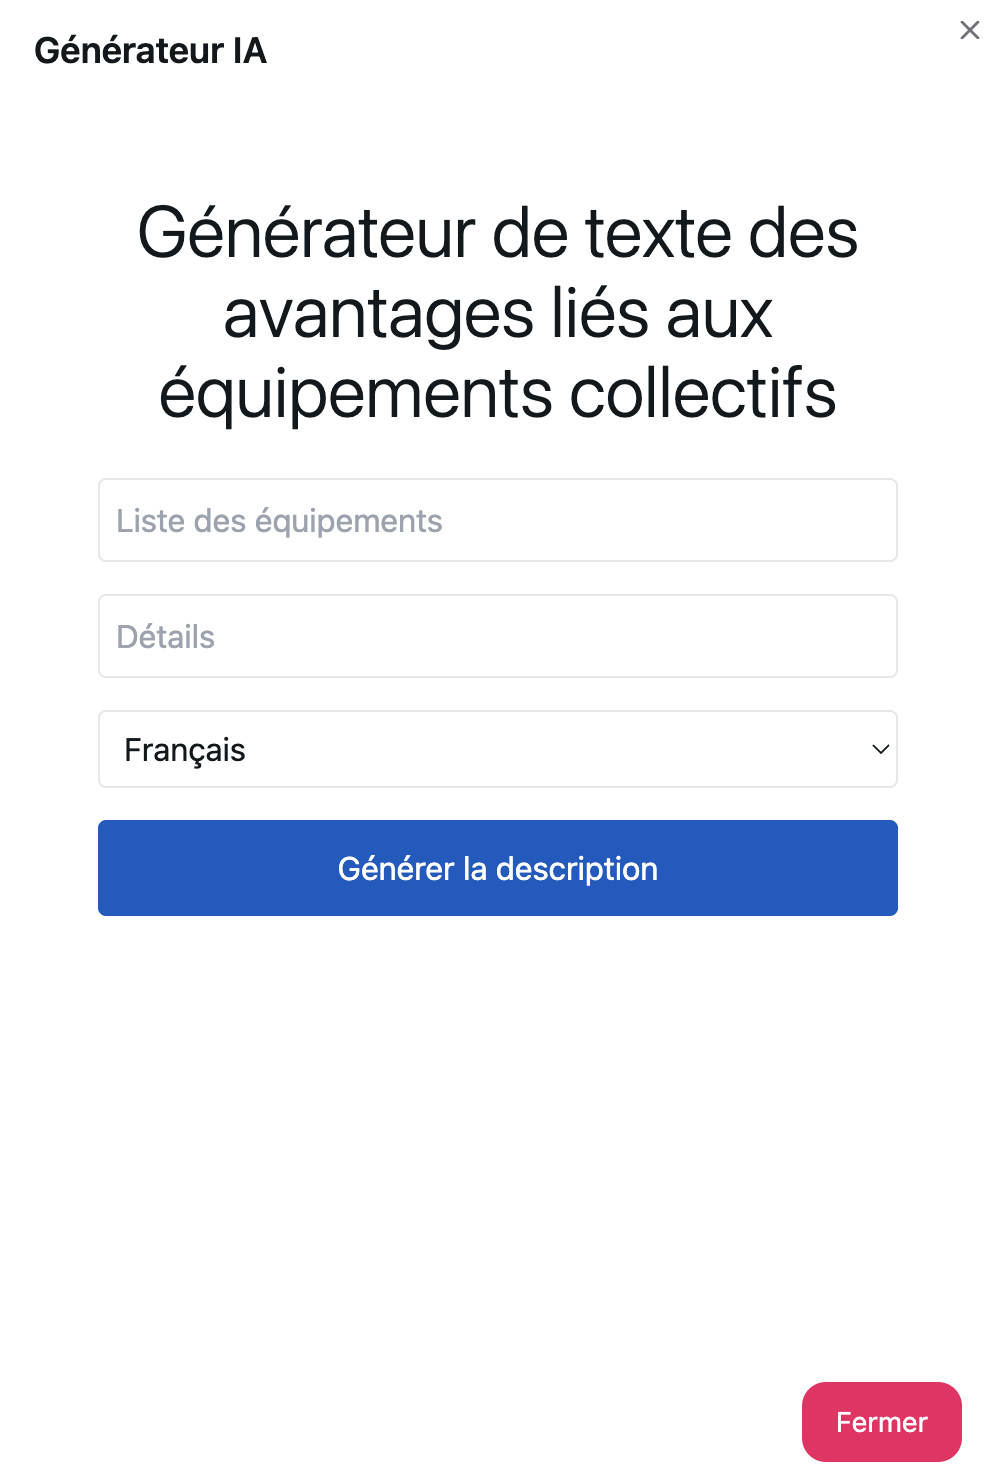 Générateur IA
Générateur de texte des
avantages liés aux
équipements collectifs
Liste des équipements
Détails
Français
Générer la description
Fermer